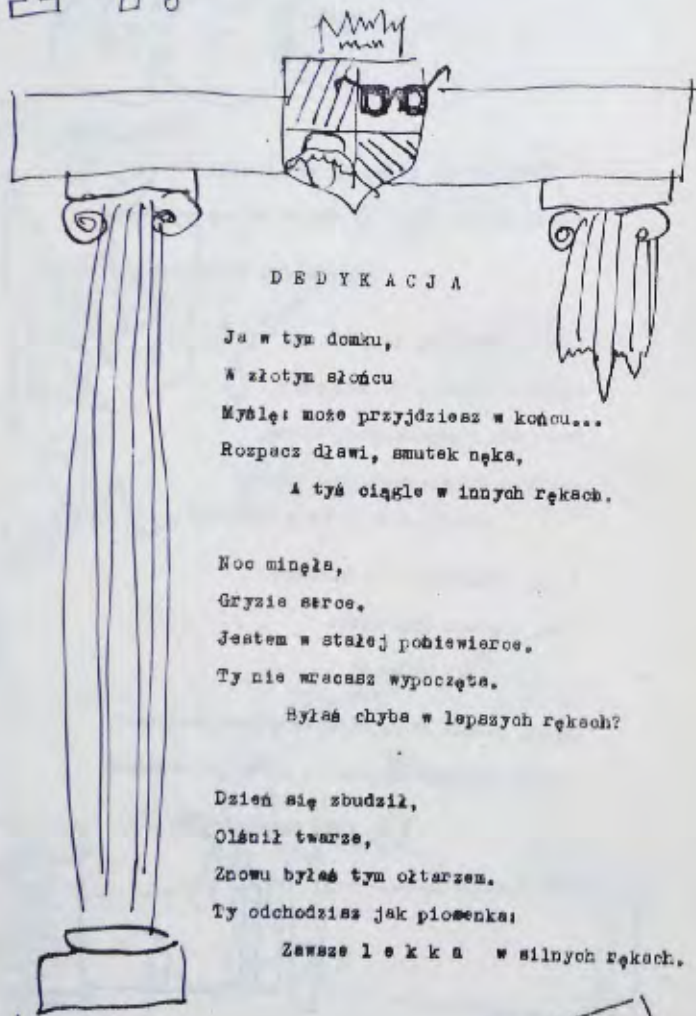 D E D Y K A C J A
Ja w tym domku,
W złotym słońcu
Myślę: może przyjdziesz w końcu...
Rozpacz dławi, smutek nęka,
A tyś ciągle w innych rękach.
Noc minęła,
Gryzie serce.
Jestem w stałej poniewierce.
Ty nie wracasz wypoczęta.
Byłaś chyba w lepszych rękach?
Dzień się zbudził,
Olśnił twarze,
Znowu byłaś tym ołtarzem.
Ty odchodzisz jak piosenka:
Zawsze l e k k a w silnych rękach.